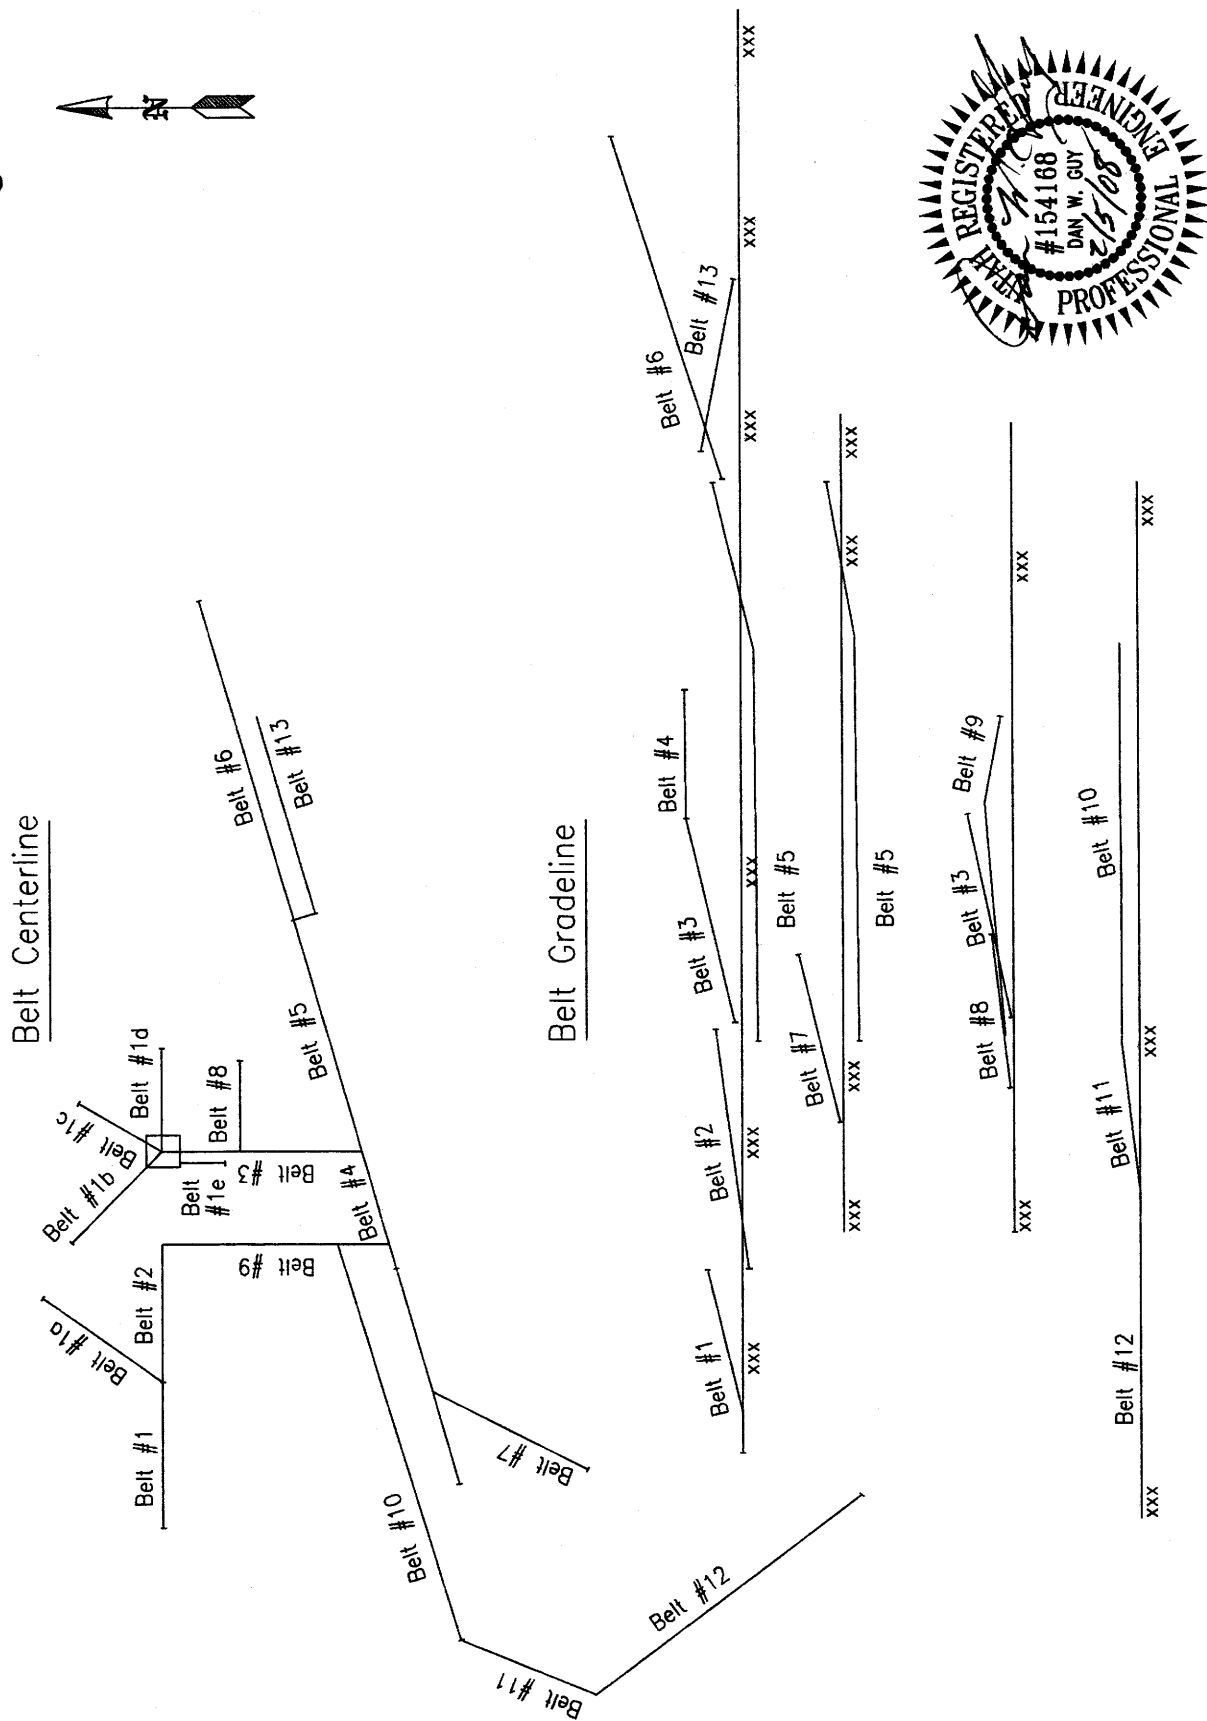 Belt Centerline
Belt #1
Belt #1a
Belt #2
Belt #1b
Belt #1c
Belt #1d
Belt
#1e
Belt #3
Belt #8
Belt #9
Belt #4
Belt #5
Belt #6
Belt #13
Belt #10
Belt #7
Belt #11
Belt #12
N
Belt Gradeline
Belt #1
Belt #2
Belt #3
Belt #4
Belt #5
Belt #6
Belt #13
xxx
xxx
xxx
xxx
xxx
xxx
Belt #7
Belt #5
xxx
xxx
xxx
xxx
Belt #8
Belt #3
Belt #9
xxx
xxx
Belt #12
Belt #11
Belt #10
xxx
xxx
xxx
UTAH REGISTERED
#154168
DAN W. GUY
2/5/08
PROFESSIONAL ENGINEER